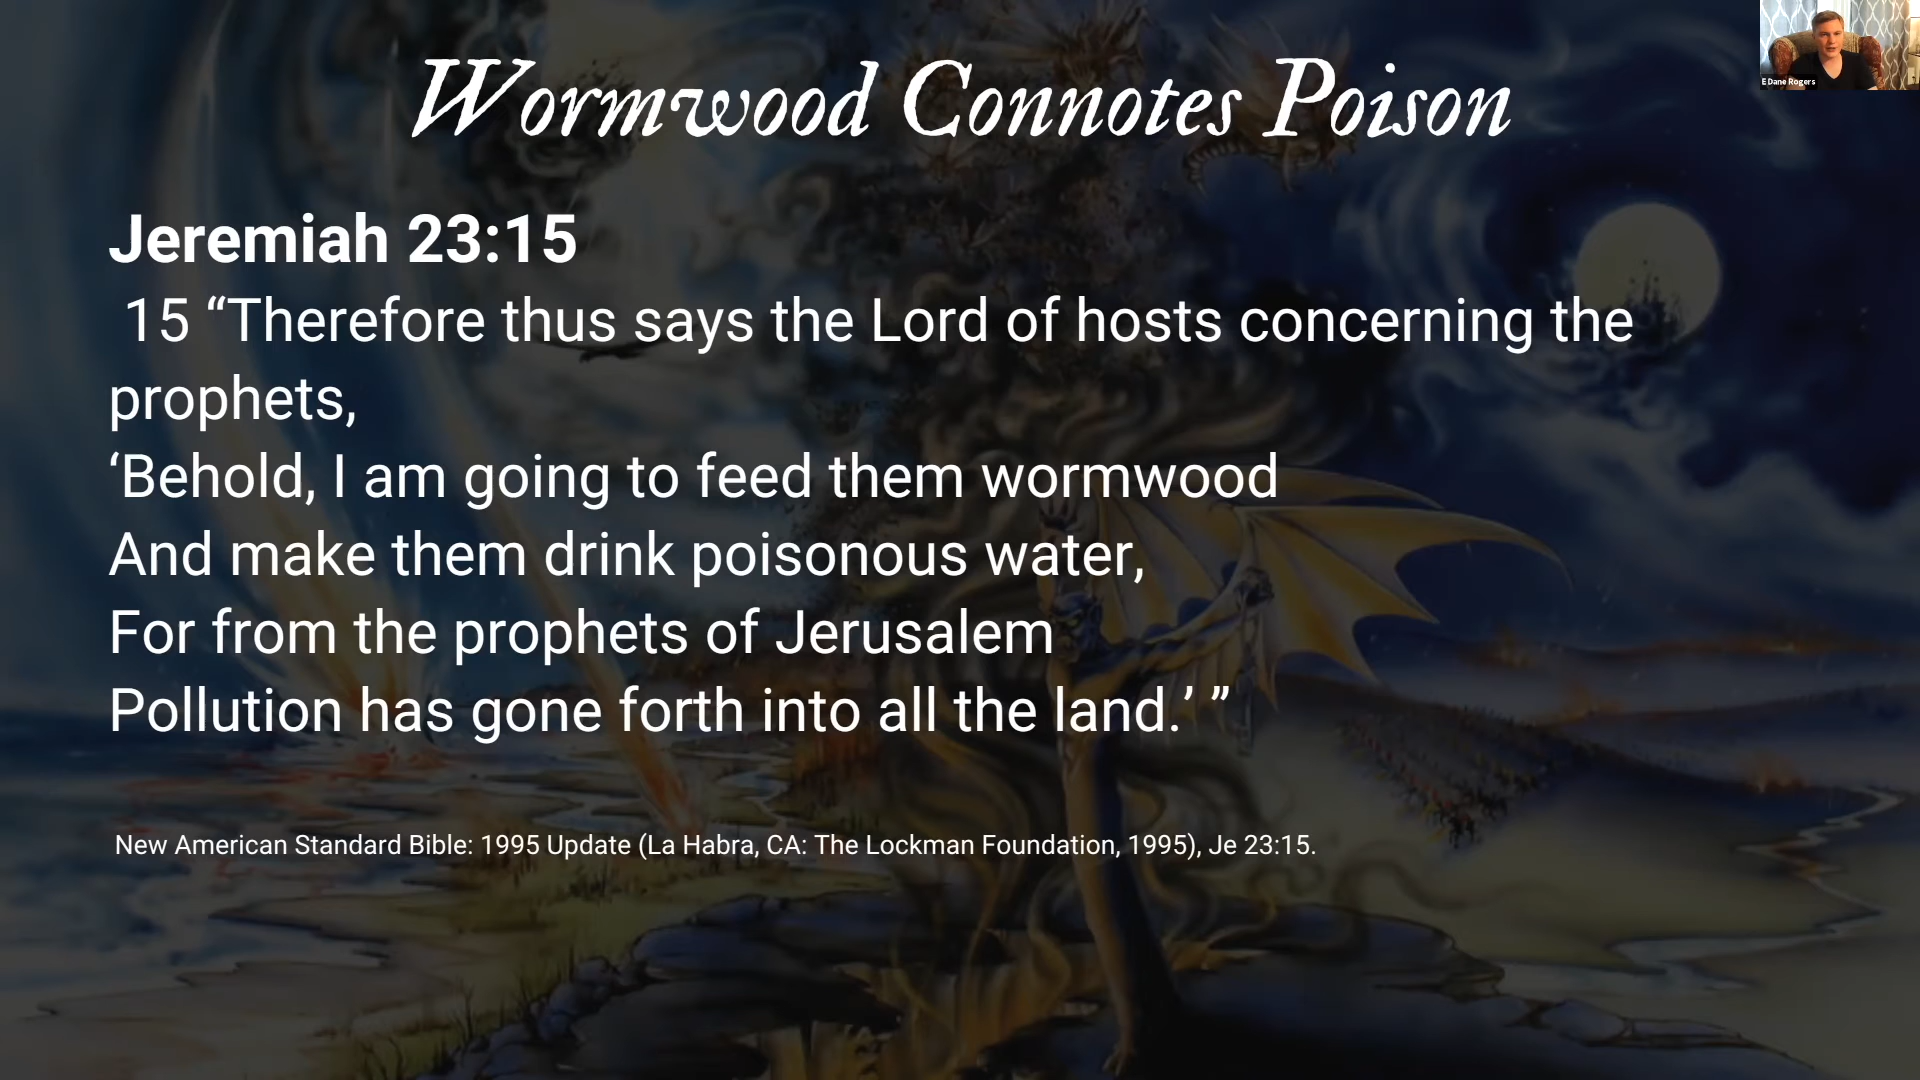 Wormwood Connotes Poison
E Dane Rogers
Jeremiah 23:15
15 “Therefore thus says the Lord of hosts concerning the
prophets,
‘Behold, I am going to feed them wormwood
And make them drink poisonous water,
For from the prophets of Jerusalem
Pollution has gone forth into all the land.’ ”
New American Standard Bible: 1995 Update (La Habra, CA: The Lockman Foundation, 1995), Je 23:15.